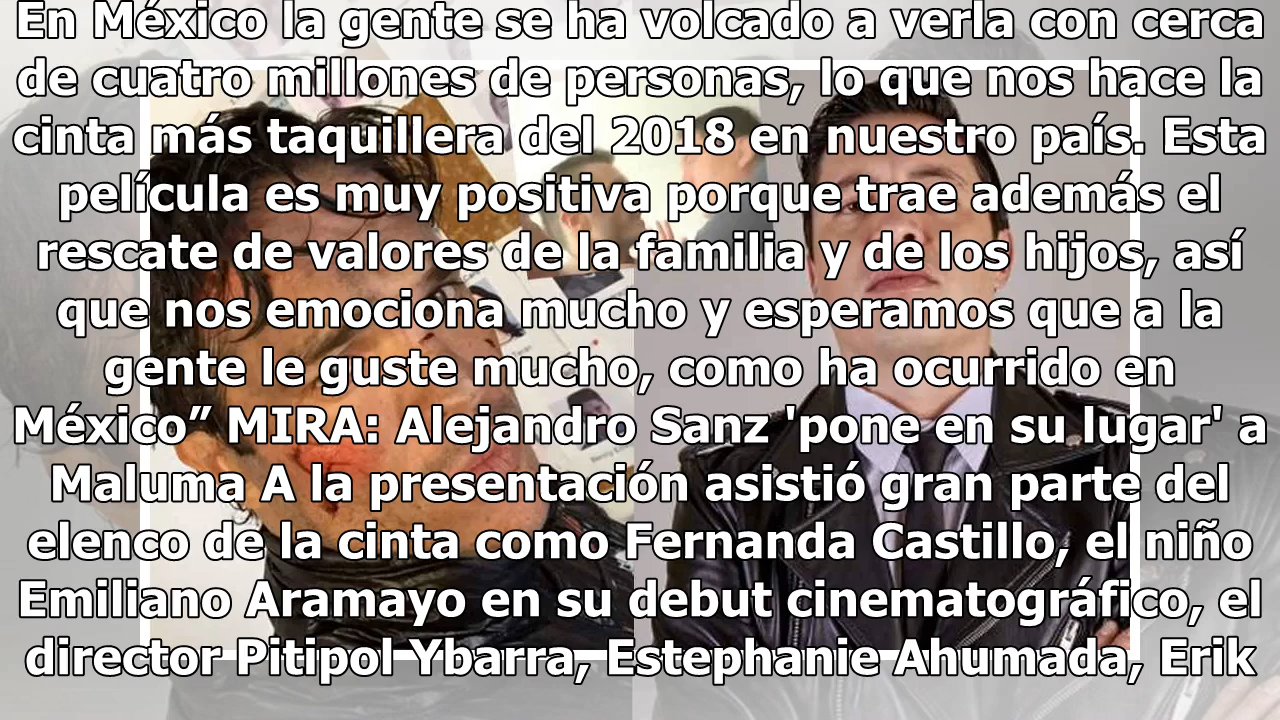 En México la gente se ha volcado a verla con cerca
de cuatro millones de personas, lo que nos hace la
cinta más taquillera del 2018 en nuestro país. Esta
película es muy positiva porque trae además el
rescate de valores de la familia y de los hijos, así
que nos emociona mucho y esperamos que a la
gente le guste mucho, como ha ocurrido en
México” MIRA: Alejandro Sanz 'pone en su lugar' a
Maluma A la presentación asistió gran parte del
elenco de la cinta como Fernanda Castillo, el niño
Emiliano Aramayo en su debut cinematográfico, el
director Pitipol Ybarra, Estephanie Ahumada, Erik